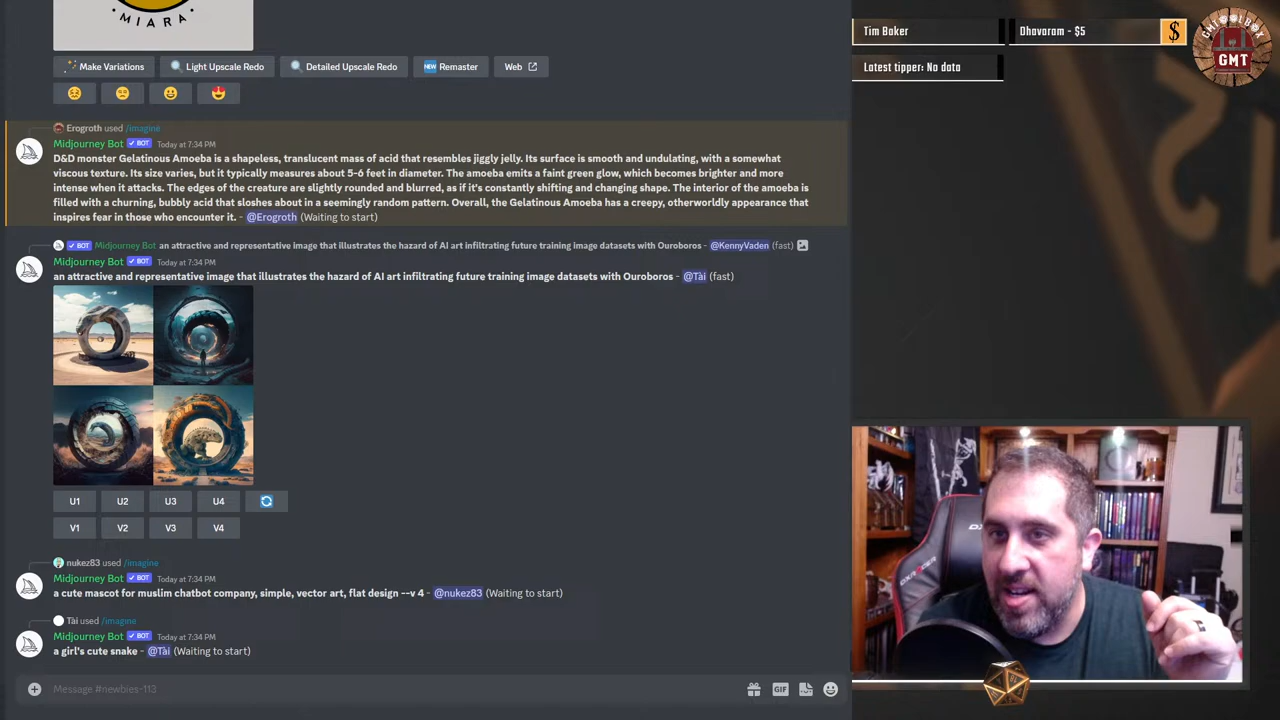 MIARA
Make Variations
Light Upscale Redo
Detailed Upscale Redo
NEW Remaster
Web
Erogroth used /imagine
Midjourney Bot ✓ BOT Today at 7:34 PM
D&D monster Gelatinous Amoeba is a shapeless, translucent mass of acid that resembles jiggly jelly. Its surface is smooth and undulating, with a somewhat
viscous texture. Its size varies, but it typically measures about 5-6 feet in diameter. The amoeba emits a faint green glow, which becomes brighter and more
intense when it attacks. The edges of the creature are slightly rounded and blurred, as if it's constantly shifting and changing shape. The interior of the amoeba is
filled with a churning, bubbly acid that sloshes about in a seemingly random pattern. Overall, the Gelatinous Amoeba has a creepy, otherworldly appearance that
inspires fear in those who encounter it. - @Erogroth (Waiting to start)
✓ BOT Midjourney Bot an attractive and representative image that illustrates the hazard of AI art infiltrating future training image datasets with Ouroboros - @KennyVaden (fast)
Midjourney Bot ✓ BOT Today at 7:34 PM
an attractive and representative image that illustrates the hazard of AI art infiltrating future training image datasets with Ouroboros - @Tài (fast)
U1 U2 U3 U4
V1 V2 V3 V4
nukez83 used /imagine
Midjourney Bot ✓ BOT Today at 7:34 PM
a cute mascot for muslim chatbot company, simple, vector art, flat design --v 4 - @nukez83 (Waiting to start)
Tài used /imagine
Midjourney Bot ✓ BOT Today at 7:34 PM
a girl's cute snake - @Tài (Waiting to start)
Message #newbies-113
GIF
Tim Baker
Dhavaram - $5
$
Latest tipper: No data
GMTOOLBOX
GMT
DXRACER